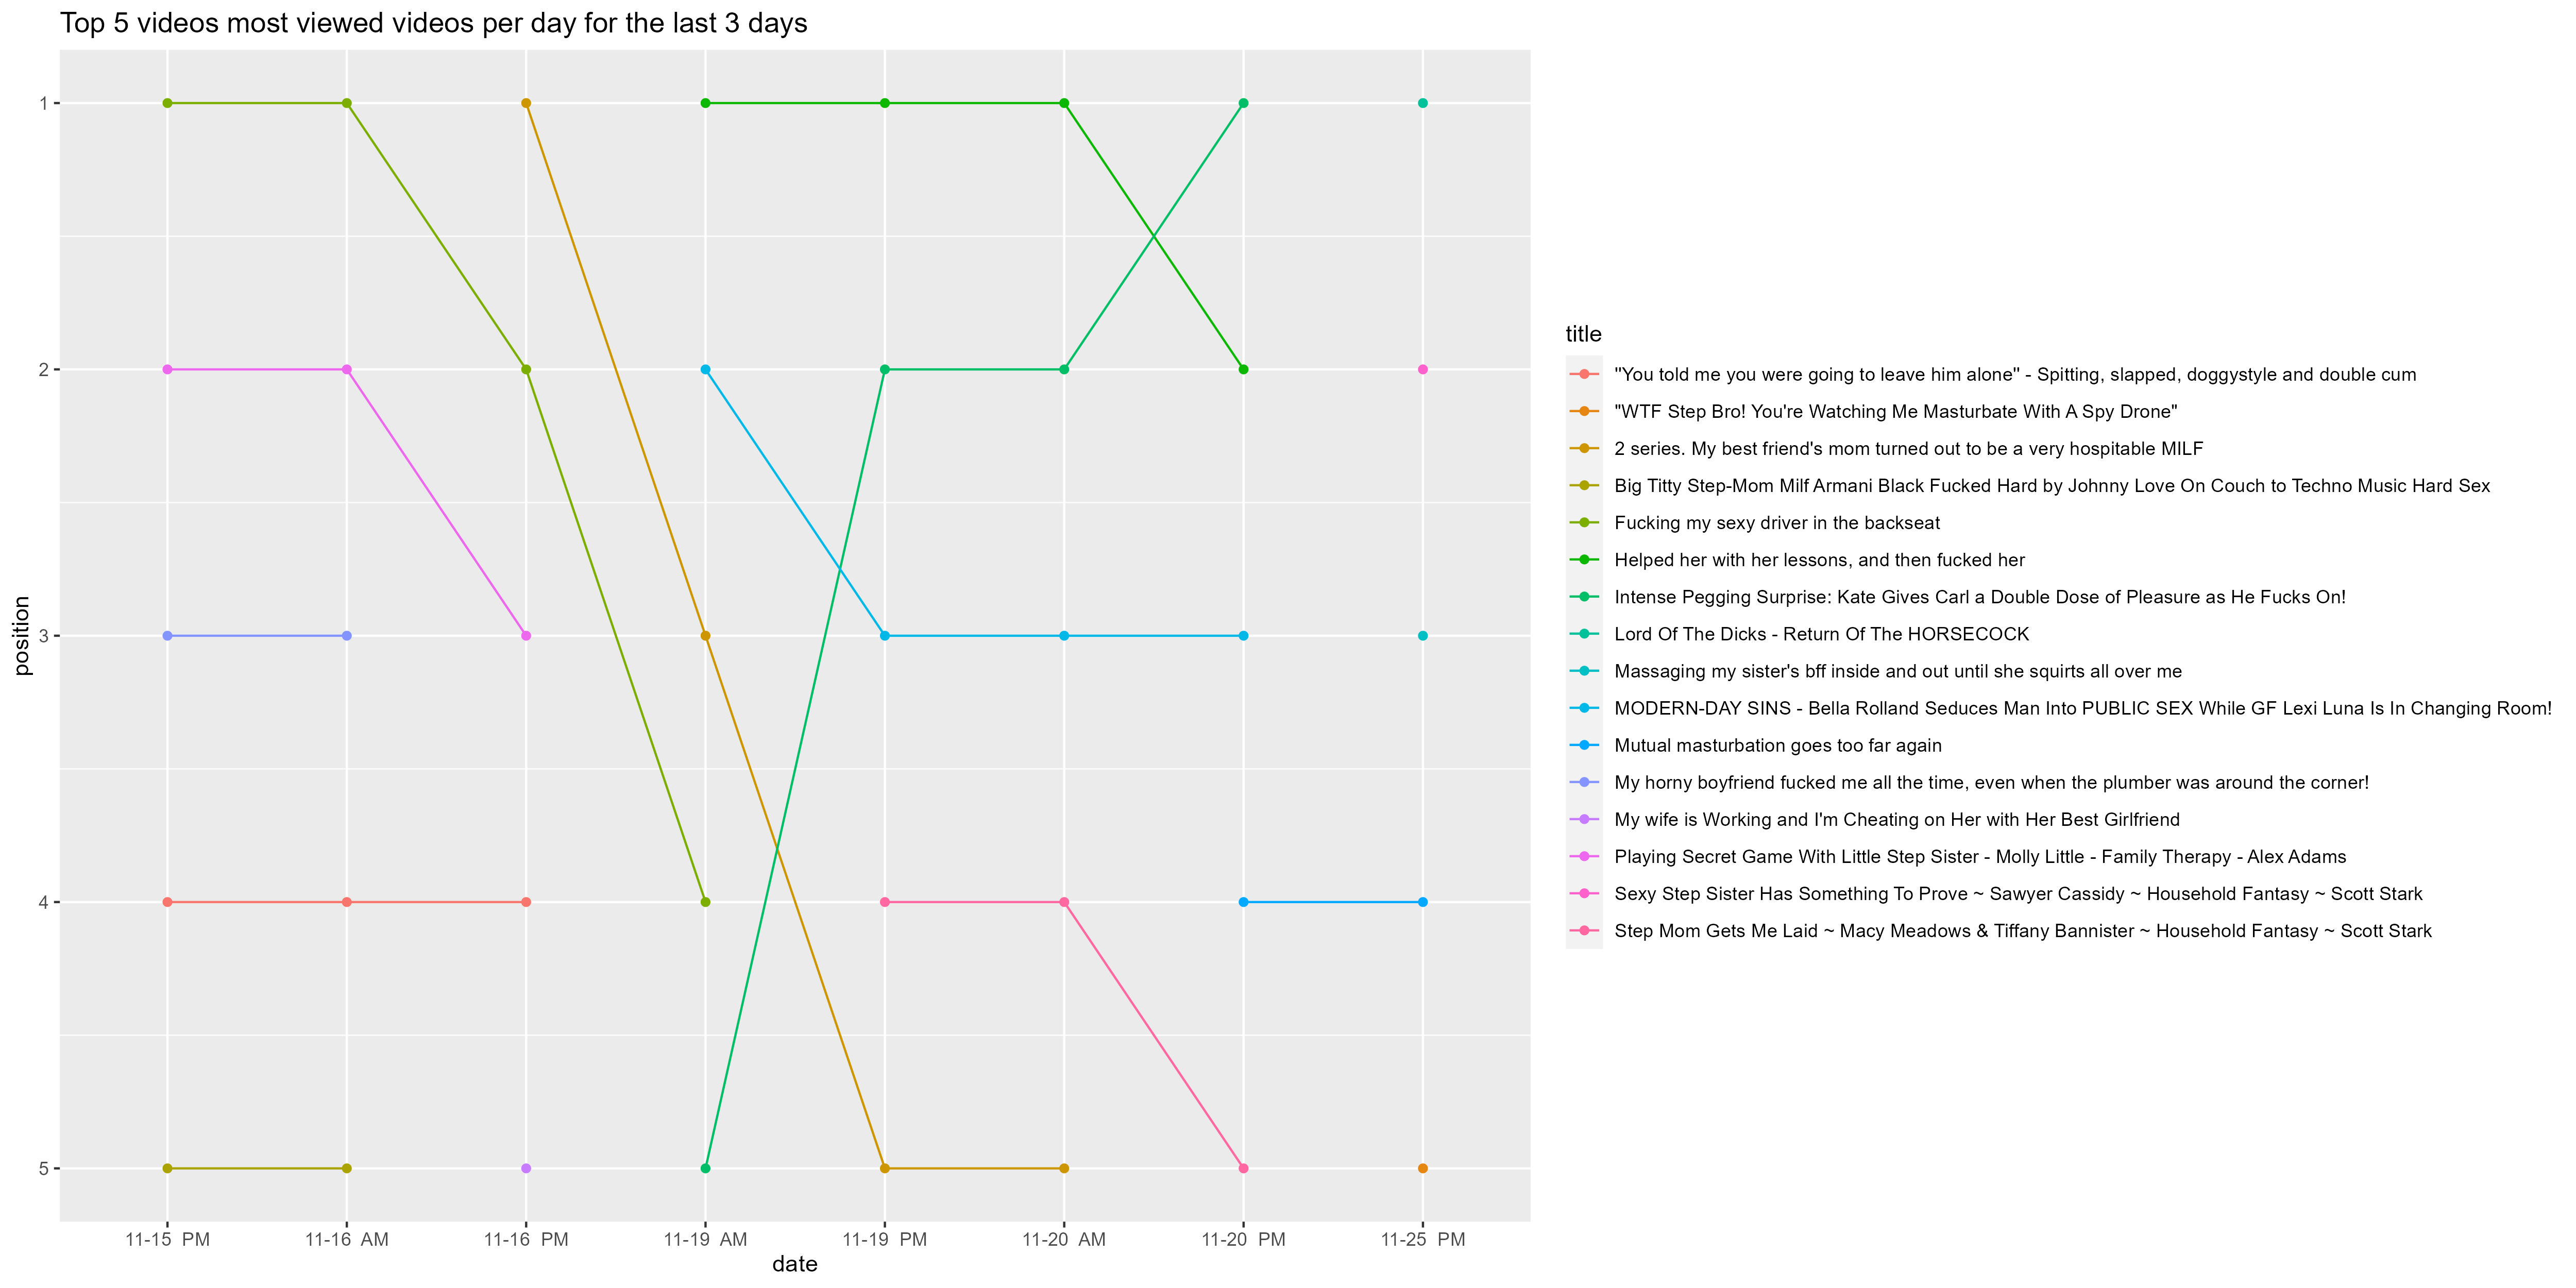 Top 5 videos most viewed videos per day for the last 3 days
position
1
2
3
4
5
11-15 PM
11-16 AM
11-16 PM
11-19 AM
11-19 PM
11-20 AM
11-20 PM
11-25 PM
date
title
"You told me you were going to leave him alone" - Spitting, slapped, doggystyle and double cum
"WTF Step Bro! You're Watching Me Masturbate With A Spy Drone"
2 series. My best friend's mom turned out to be a very hospitable MILF
Big Titty Step-Mom Milf Armani Black Fucked Hard by Johnny Love On Couch to Techno Music Hard Sex
Fucking my sexy driver in the backseat
Helped her with her lessons, and then fucked her
Intense Pegging Surprise: Kate Gives Carl a Double Dose of Pleasure as He Fucks On!
Lord Of The Dicks - Return Of The HORSECOCK
Massaging my sister's bff inside and out until she squirts all over me
MODERN-DAY SINS - Bella Rolland Seduces Man Into PUBLIC SEX While GF Lexi Luna Is In Changing Room!
Mutual masturbation goes too far again
My horny boyfriend fucked me all the time, even when the plumber was around the corner!
My wife is Working and I'm Cheating on Her with Her Best Girlfriend
Playing Secret Game With Little Step Sister - Molly Little - Family Therapy - Alex Adams
Sexy Step Sister Has Something To Prove ~ Sawyer Cassidy ~ Household Fantasy ~ Scott Stark
Step Mom Gets Me Laid ~ Macy Meadows & Tiffany Bannister ~ Household Fantasy ~ Scott Stark